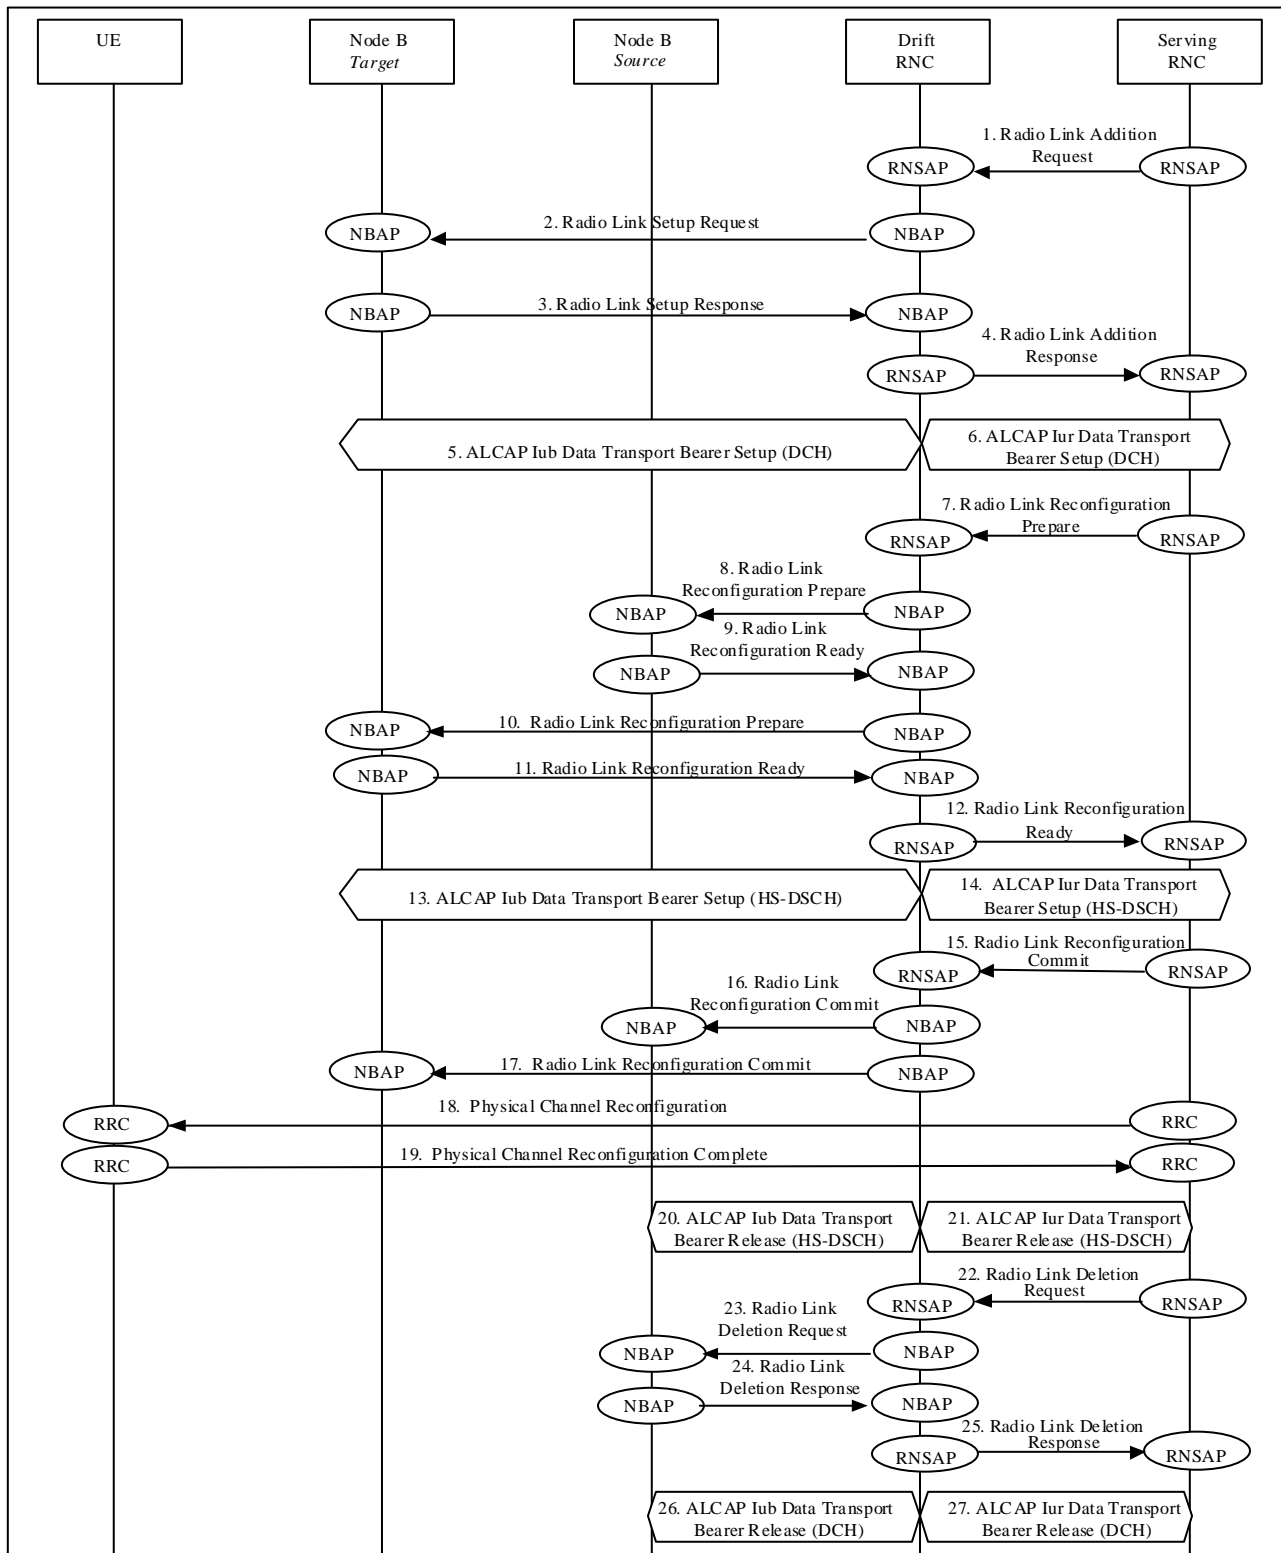 UE
Node B
Target
Node B
Source
Drift
RNC
Serving
RNC
1. Radio Link Addition
Request
RNSAP
RNSAP
2. Radio Link Setup Request
NBAP
NBAP
3. Radio Link Setup Response
NBAP
NBAP
4. Radio Link Addition
Response
RNSAP
RNSAP
5. ALCAP Iub Data Transport Bearer Setup (DCH)
6. ALCAP Iur Data Transport
Bearer Setup (DCH)
7. Radio Link Reconfiguration
Prepare
RNSAP
RNSAP
8. Radio Link
Reconfiguration Prepare
NBAP
NBAP
9. Radio Link
Reconfiguration Ready
NBAP
NBAP
10. Radio Link Reconfiguration Prepare
NBAP
NBAP
11. Radio Link Reconfiguration Ready
NBAP
NBAP
12. Radio Link Reconfiguration
Ready
RNSAP
RNSAP
13. ALCAP Iub Data Transport Bearer Setup (HS-DSCH)
14. ALCAP Iur Data Transport
Bearer Setup (HS-DSCH)
15. Radio Link Reconfiguration
Commit
RNSAP
RNSAP
16. Radio Link
Reconfiguration Commit
NBAP
NBAP
17. Radio Link Reconfiguration Commit
NBAP
NBAP
18. Physical Channel Reconfiguration
RRC
RRC
19. Physical Channel Reconfiguration Complete
RRC
RRC
20. ALCAP Iub Data Transport
Bearer Release (HS-DSCH)
21. ALCAP Iur Data Transport
Bearer Release (HS-DSCH)
22. Radio Link Deletion
Request
RNSAP
RNSAP
23. Radio Link
Deletion Request
NBAP
NBAP
24. Radio Link
Deletion Response
NBAP
NBAP
25. Radio Link Deletion
Response
RNSAP
RNSAP
26. ALCAP Iub Data Transport
Bearer Release (DCH)
27. ALCAP Iur Data Transport
Bearer Release (DCH)